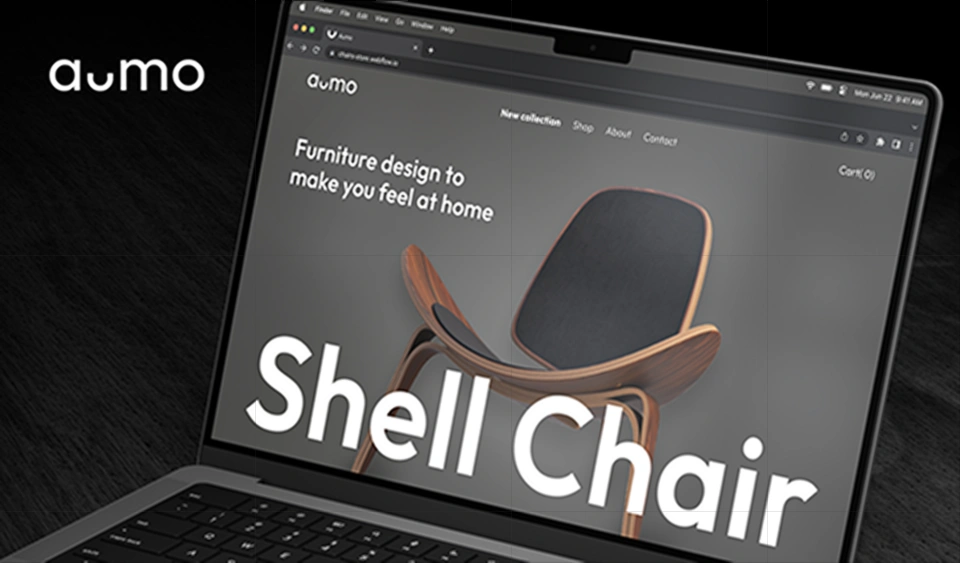 aumo
Finder File Edit View Go Window Help
Mon Jun 22 9:41 AM
Aumo
chairs-store.webflow.io
aumo
New collection Shop About Contact
Cart( 0)
Furniture design to
make you feel at home
Shell Chair
Q W
A